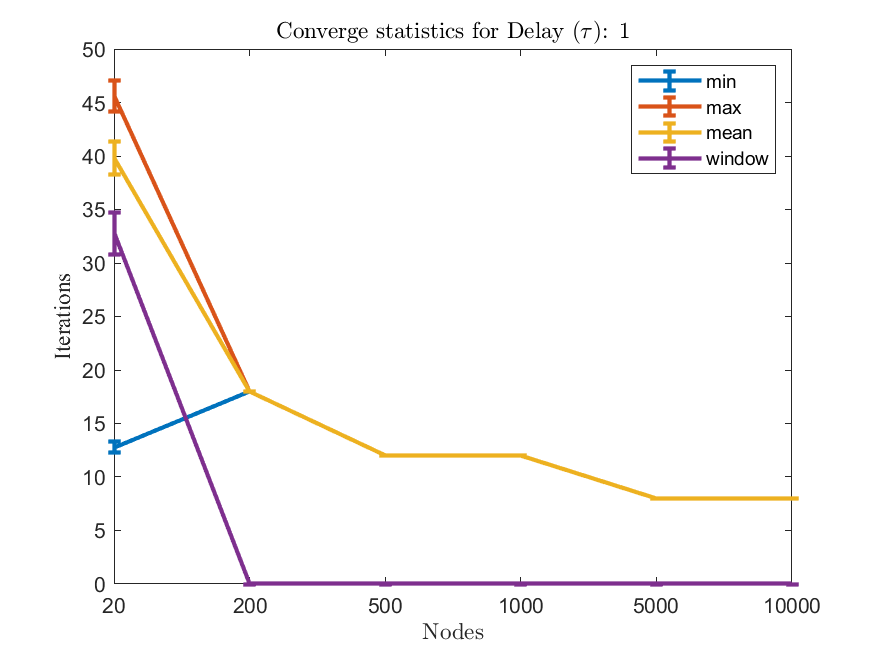 Converge statistics for Delay (τ): 1
50
45
40
35
30
25
20
15
10
5
0
Iterations
min
max
mean
window
20 200 500 1000 5000 10000
Nodes